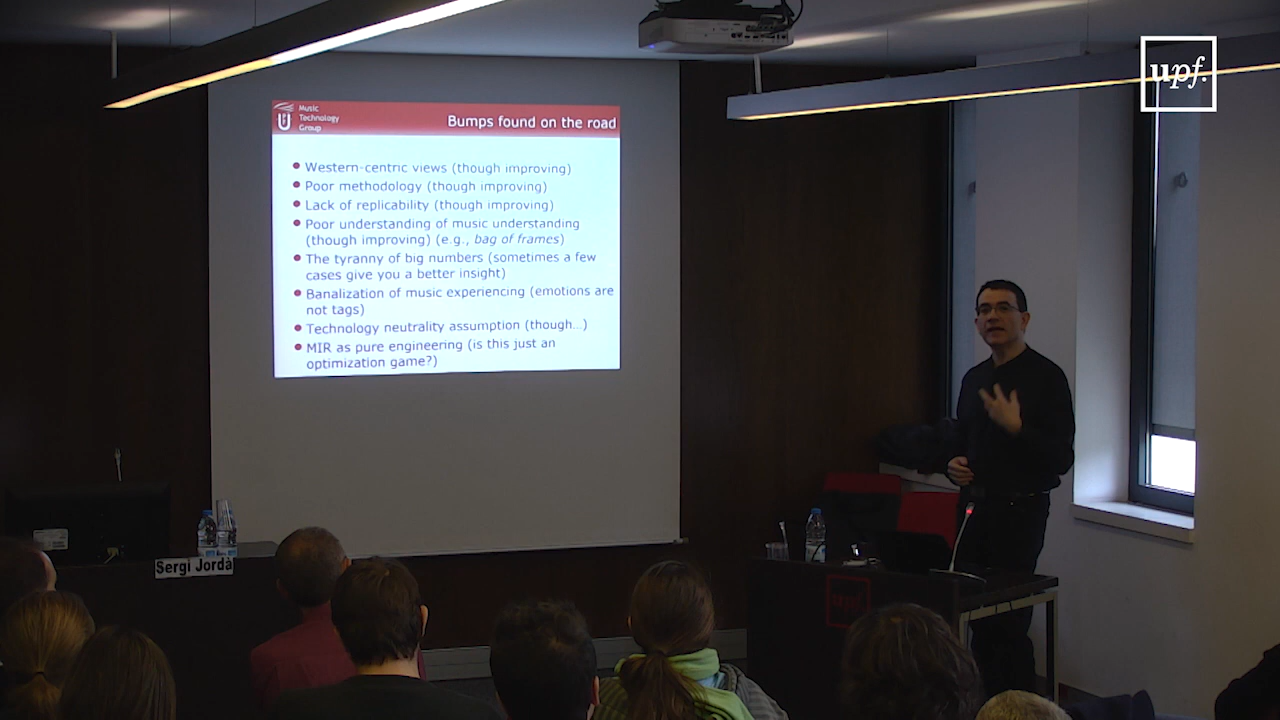 upf.
Music
Technology
Group
Bumps found on the road
Western-centric views (though improving)
Poor methodology (though improving)
Lack of replicability (though improving)
Poor understanding of music understanding
(though improving) (e.g., bag of frames)
The tyranny of big numbers (sometimes a few
cases give you a better insight)
Banalization of music experiencing (emotions are
not tags)
Technology neutrality assumption (though...)
MIR as pure engineering (is this just an
optimization game?)
Sergi Jordà
upf.